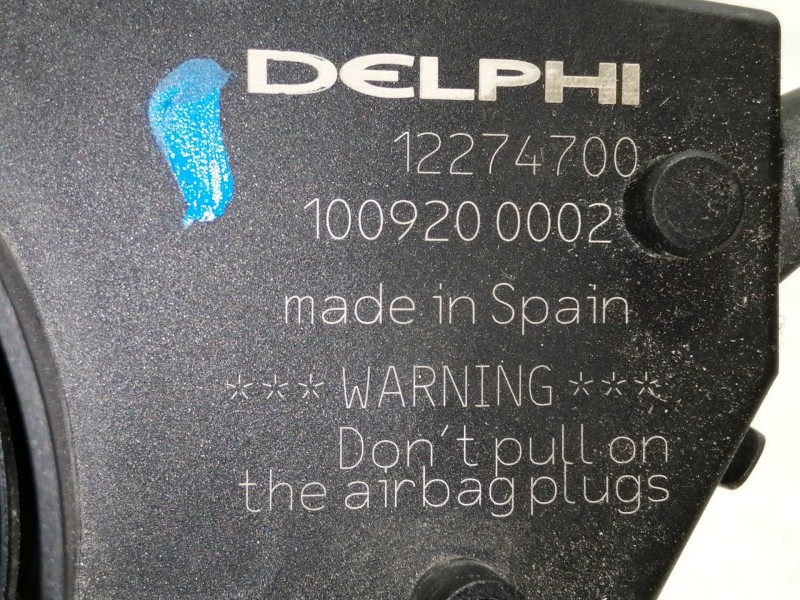 DELPHI
12274700
100920 0002
made in Spain
*** WARNING ***
Don't pull on
the airbag plugs